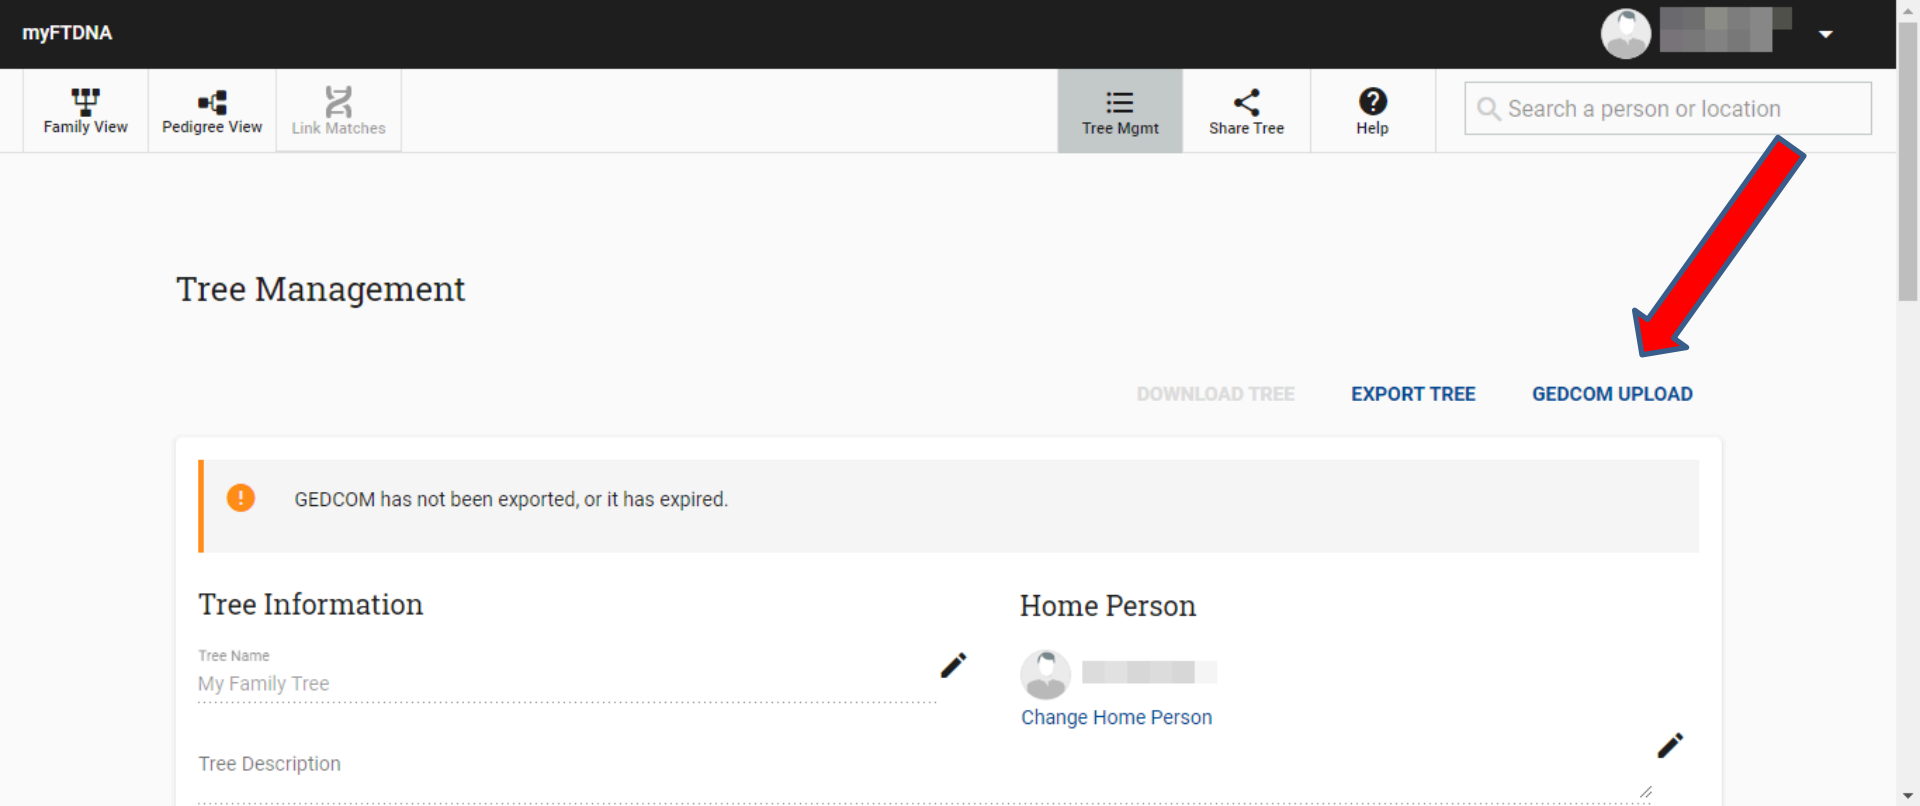 myFTDNA
Family View
Pedigree View
Link Matches
Tree Mgmt
Share Tree
Help
Search a person or location
Tree Management
DOWNLOAD TREE
EXPORT TREE
GEDCOM UPLOAD
GEDCOM has not been exported, or it has expired.
Tree Information
Home Person
Tree Name
My Family Tree
Change Home Person
Tree Description